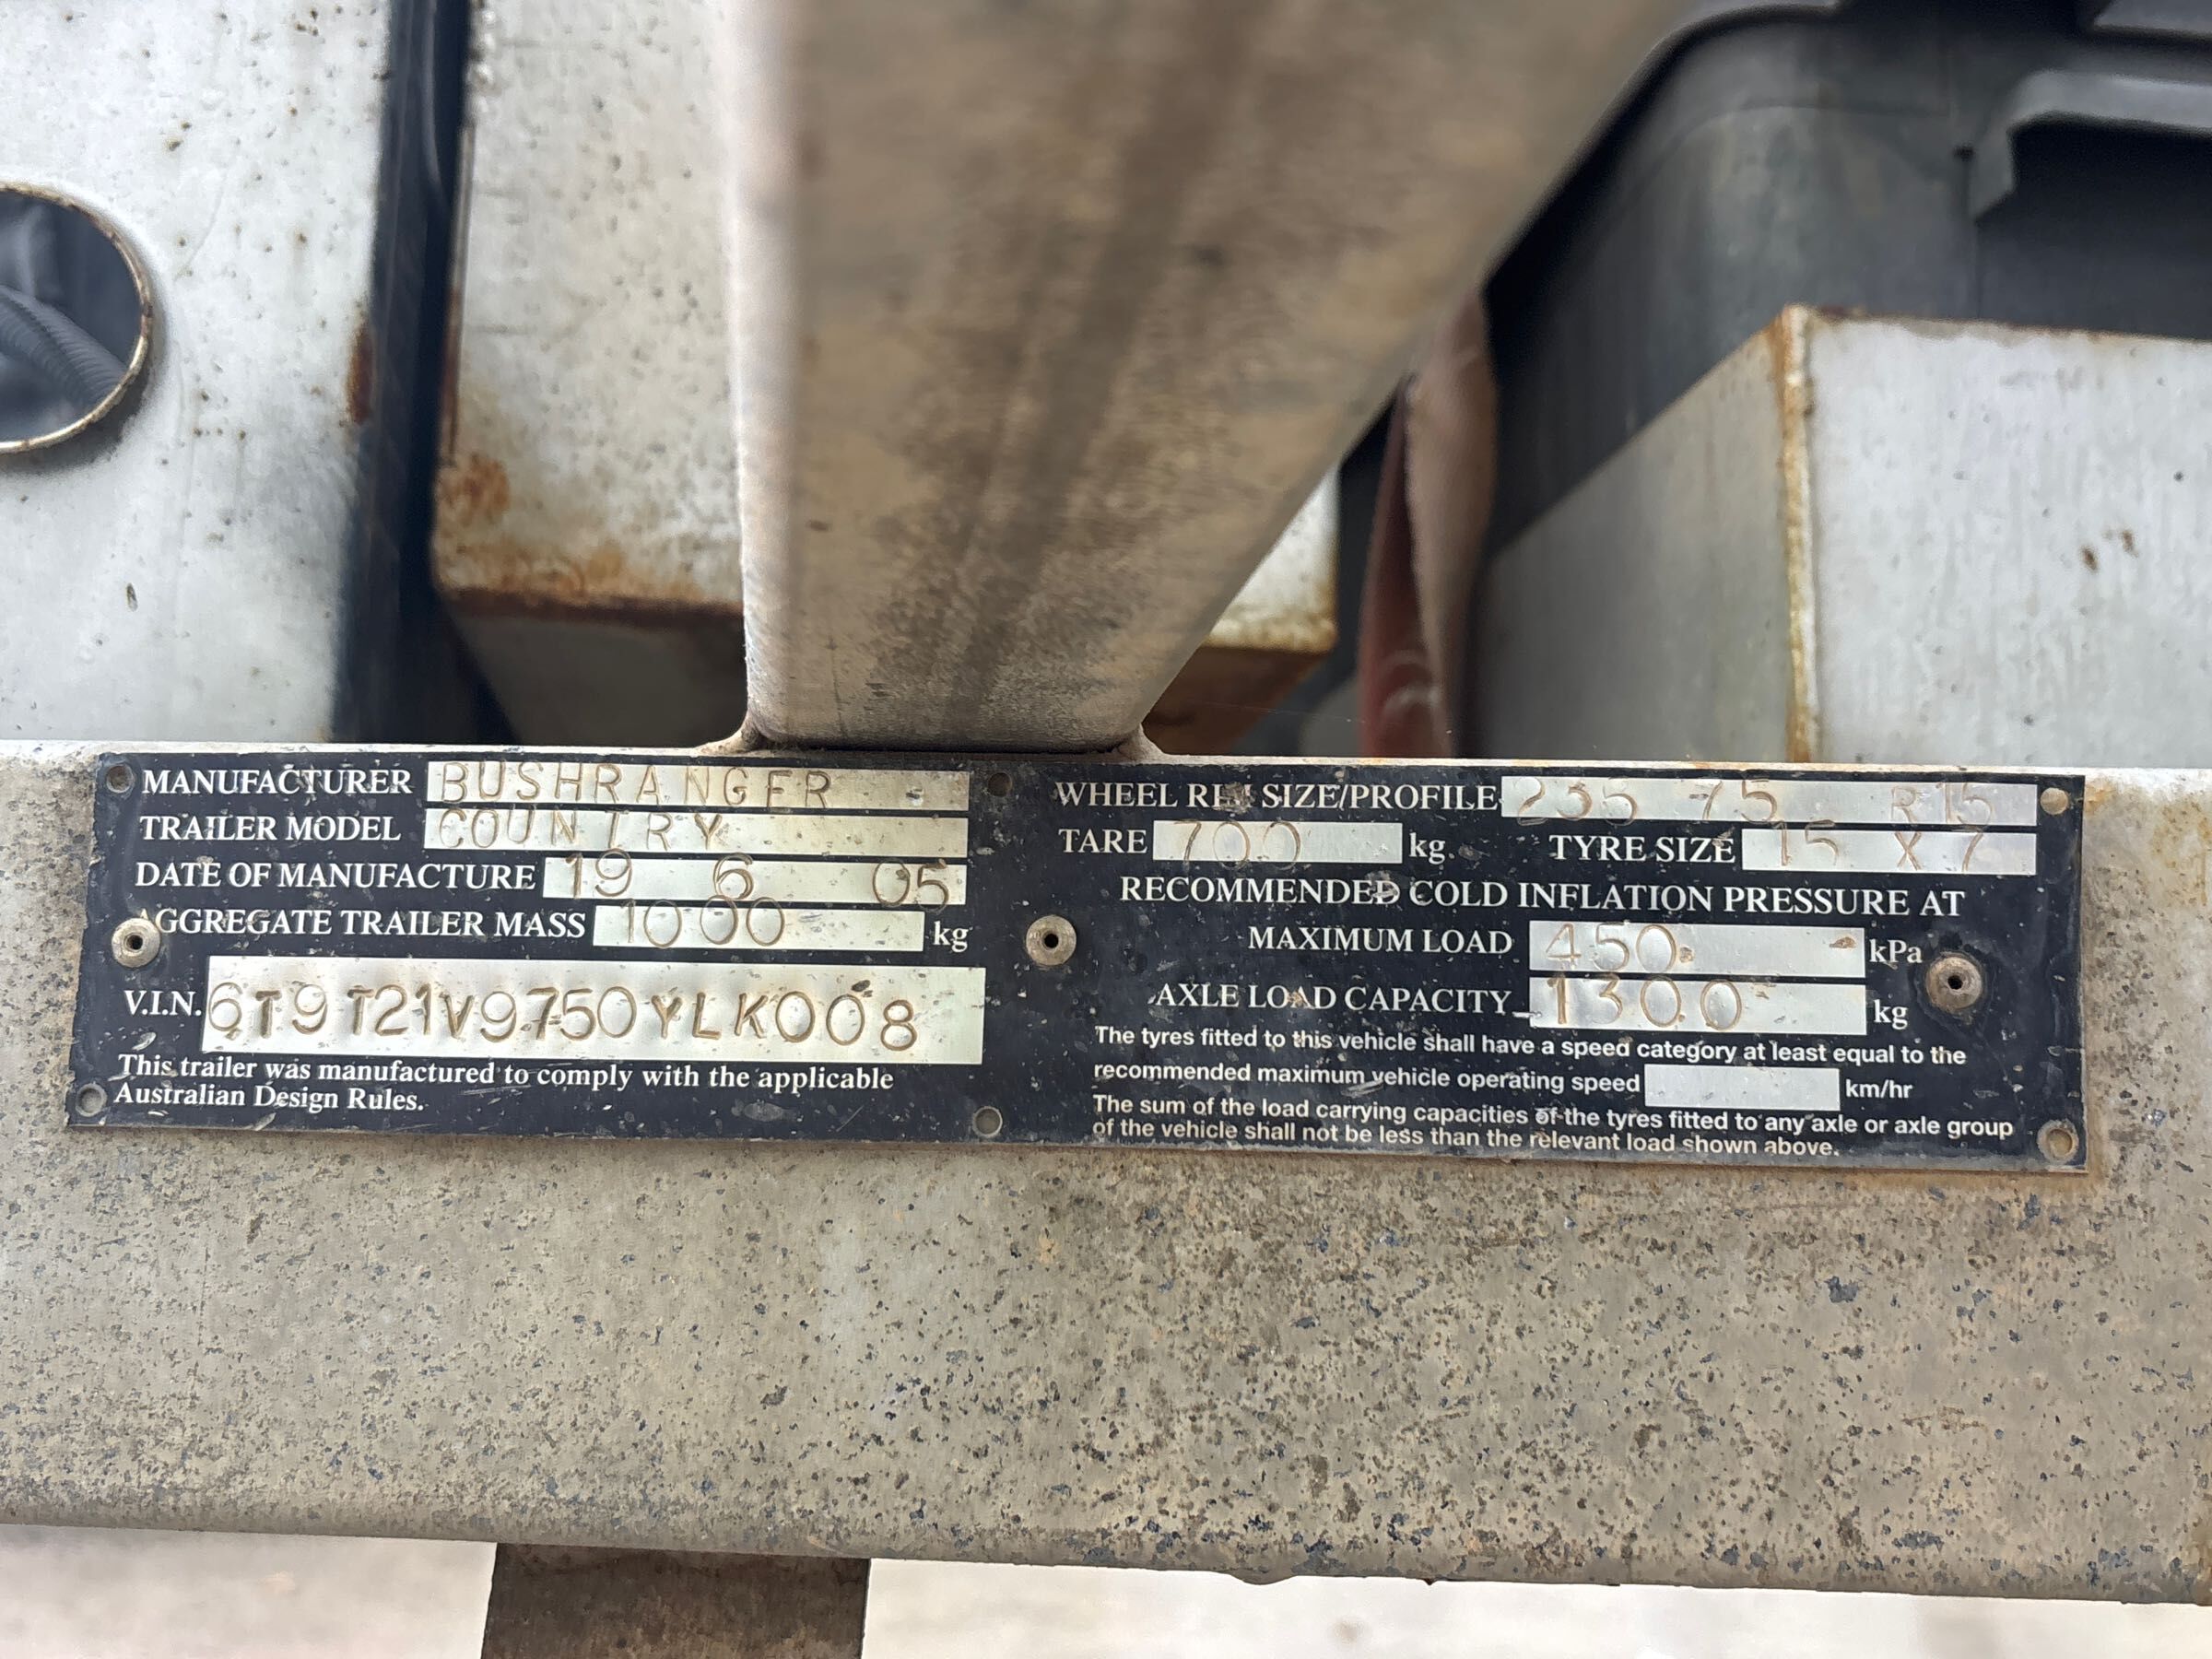 MANUFACTURER BUSHRANGER
TRAILER MODEL COUNTRY
DATE OF MANUFACTURE 19 6 05
AGGREGATE TRAILER MASS 1000 kg
V.I.N. 6T9T21V9750YLK008
This trailer was manufactured to comply with the applicable
Australian Design Rules.
WHEEL RIM SIZE/PROFILE 235 75 R15
TARE 700 kg TYRE SIZE 15 X 7
RECOMMENDED COLD INFLATION PRESSURE AT
MAXIMUM LOAD 450 kPa
AXLE LOAD CAPACITY 1300 kg
The tyres fitted to this vehicle shall have a speed category at least equal to the
recommended maximum vehicle operating speed km/hr
The sum of the load carrying capacities of the tyres fitted to any axle or axle group
of the vehicle shall not be less than the relevant load shown above.